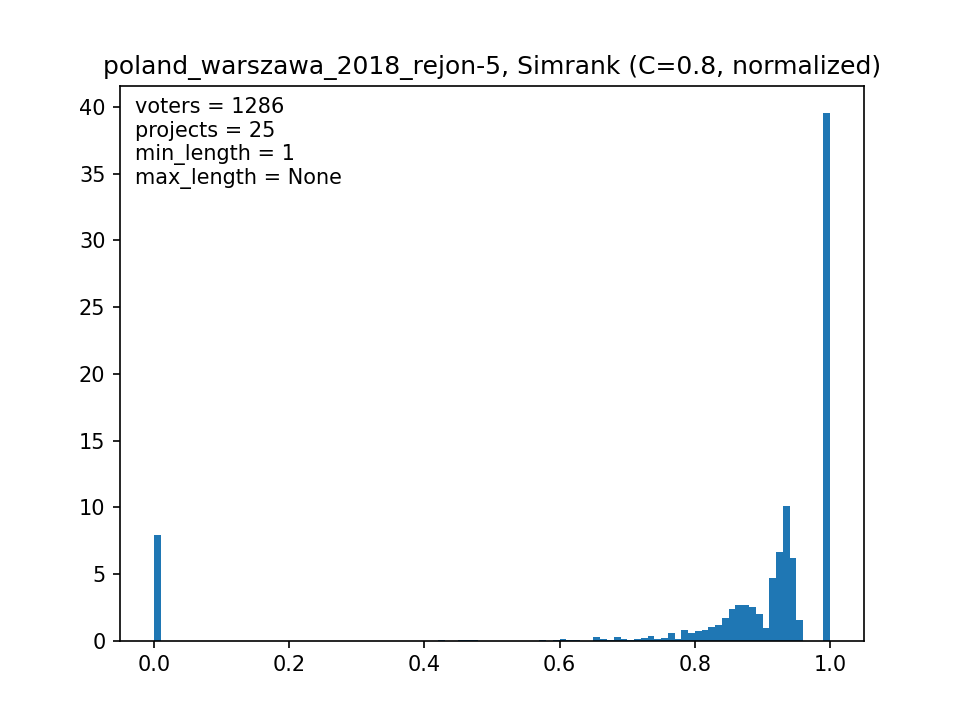 poland_warszawa_2018_rejon-5, Simrank (C=0.8, normalized)
voters = 1286
projects = 25
min_length = 1
max_length = None
40
35
30
25
20
15
10
5
0
0.0 0.2 0.4 0.6 0.8 1.0